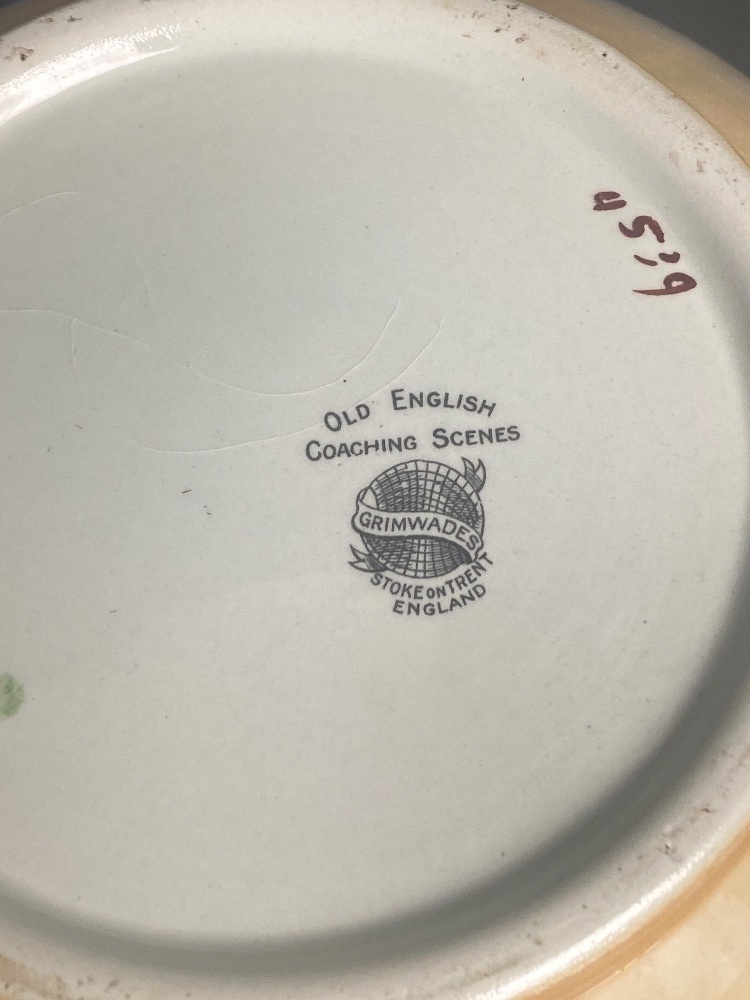 OLD ENGLISH
COACHING SCENES
GRIMWADES
STOKE ON TRENT
ENGLAND